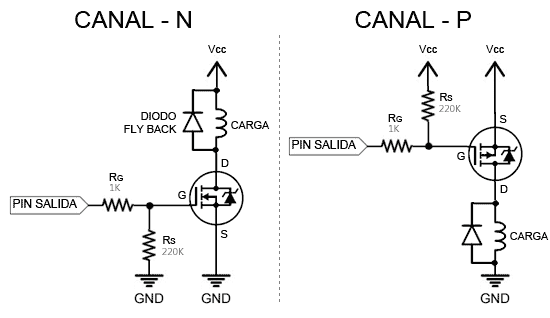 CANAL - N
Vcc
DIODO
FLY BACK
CARGA
D
RG
1K
G
PIN SALIDA
S
Rs
220K
GND
GND
CANAL - P
Vcc
Vcc
Rs
220K
S
RG
1K
PIN SALIDA
G
D
CARGA
GND